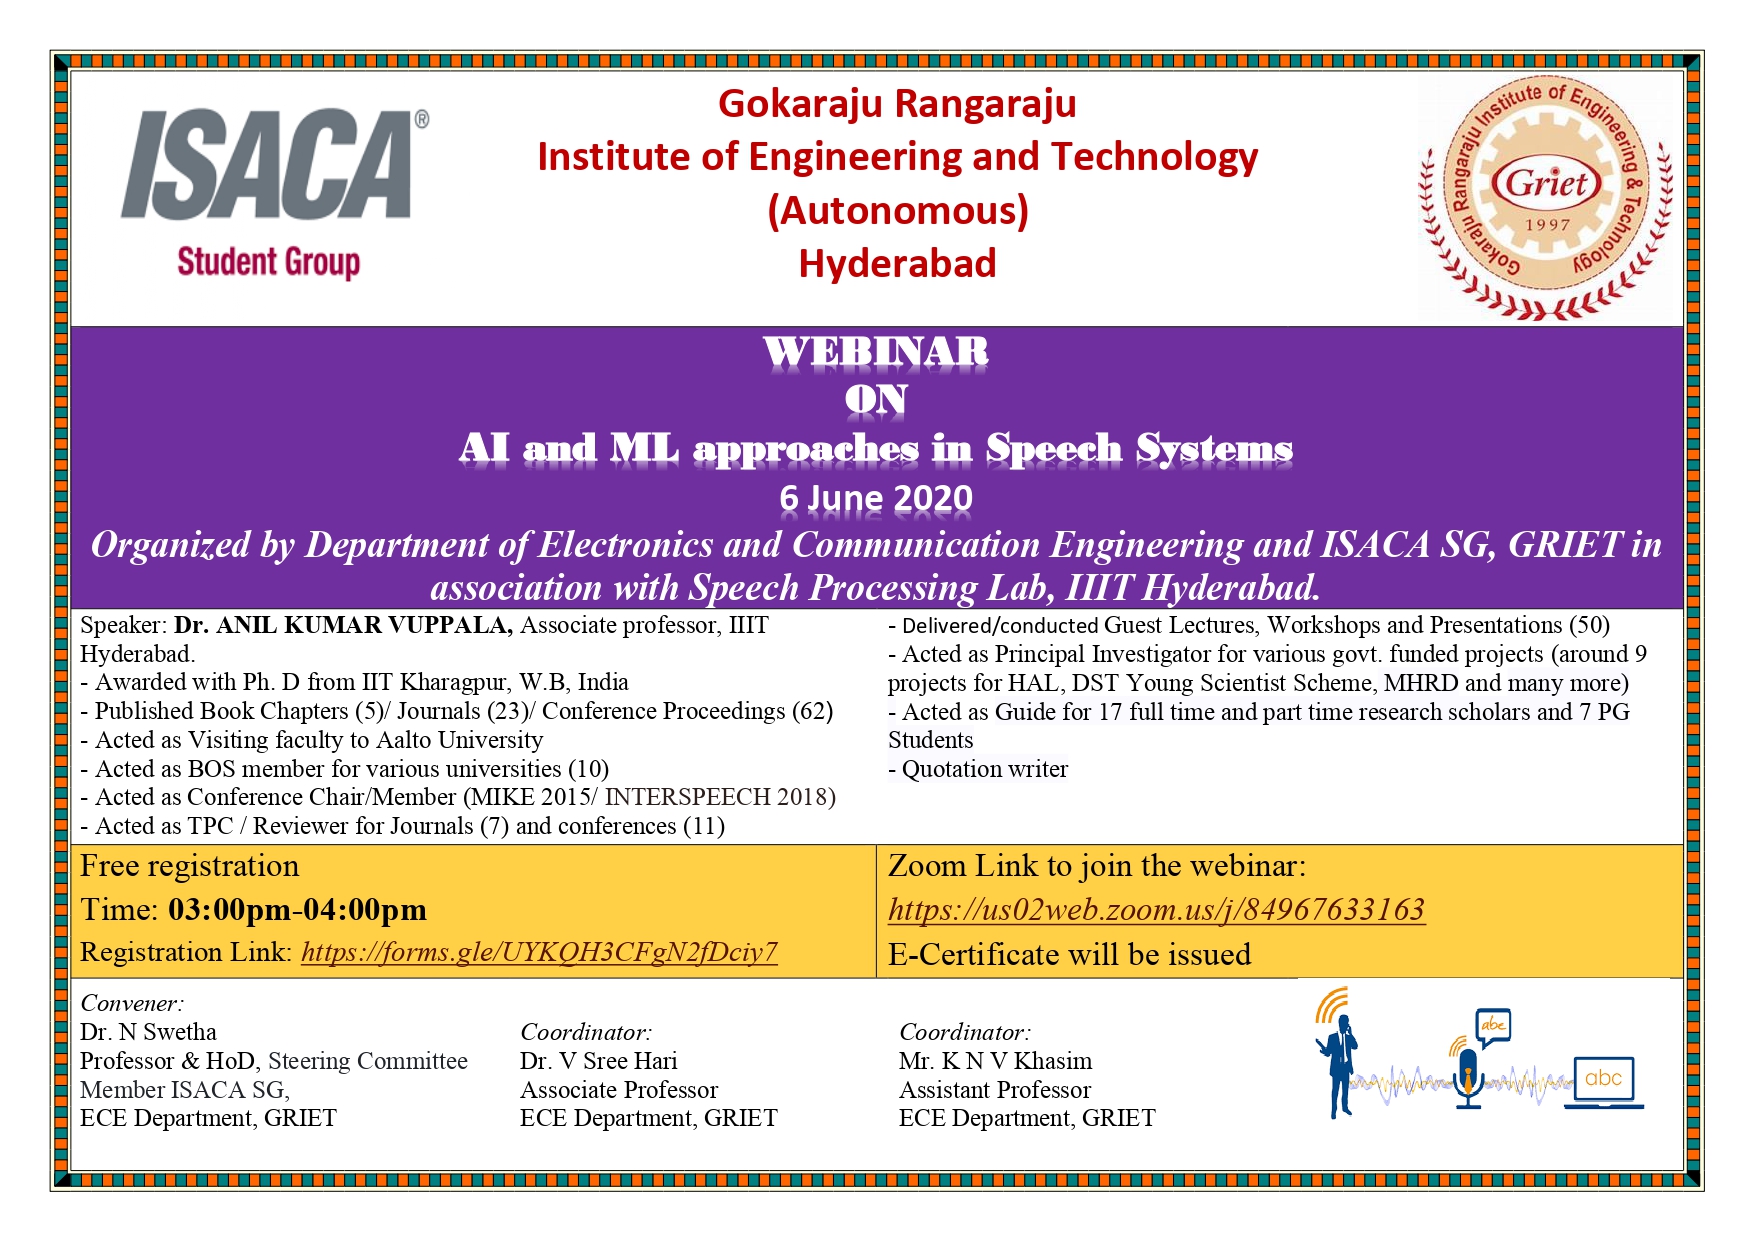 ISACA®
Student Group
Gokaraju Rangaraju
Institute of Engineering and Technology
(Autonomous)
Hyderabad
Gokaraju Rangaraju Institute of Engineering & Technology
Hyderabad
Griet
1997
WEBINAR
ON
AI and ML approaches in Speech Systems
6 June 2020
Organized by Department of Electronics and Communication Engineering and ISACA SG, GRIET in
association with Speech Processing Lab, IIIT Hyderabad.
Speaker: Dr. ANIL KUMAR VUPPALA, Associate professor, IIIT
Hyderabad.
- Awarded with Ph. D from IIT Kharagpur, W.B, India
- Published Book Chapters (5)/ Journals (23)/ Conference Proceedings (62)
- Acted as Visiting faculty to Aalto University
- Acted as BOS member for various universities (10)
- Acted as Conference Chair/Member (MIKE 2015/ INTERSPEECH 2018)
- Acted as TPC / Reviewer for Journals (7) and conferences (11)
- Delivered/conducted Guest Lectures, Workshops and Presentations (50)
- Acted as Principal Investigator for various govt. funded projects (around 9
projects for HAL, DST Young Scientist Scheme, MHRD and many more)
- Acted as Guide for 17 full time and part time research scholars and 7 PG
Students
- Quotation writer
Free registration
Time: 03:00pm-04:00pm
Registration Link: https://forms.gle/UYKQH3CFgN2fDciy7
Zoom Link to join the webinar:
https://us02web.zoom.us/j/84967633163
E-Certificate will be issued
Convener:
Dr. N Swetha
Professor & HoD, Steering Committee
Member ISACA SG,
ECE Department, GRIET
Coordinator:
Dr. V Sree Hari
Associate Professor
ECE Department, GRIET
Coordinator:
Mr. K N V Khasim
Assistant Professor
ECE Department, GRIET
abc
abc